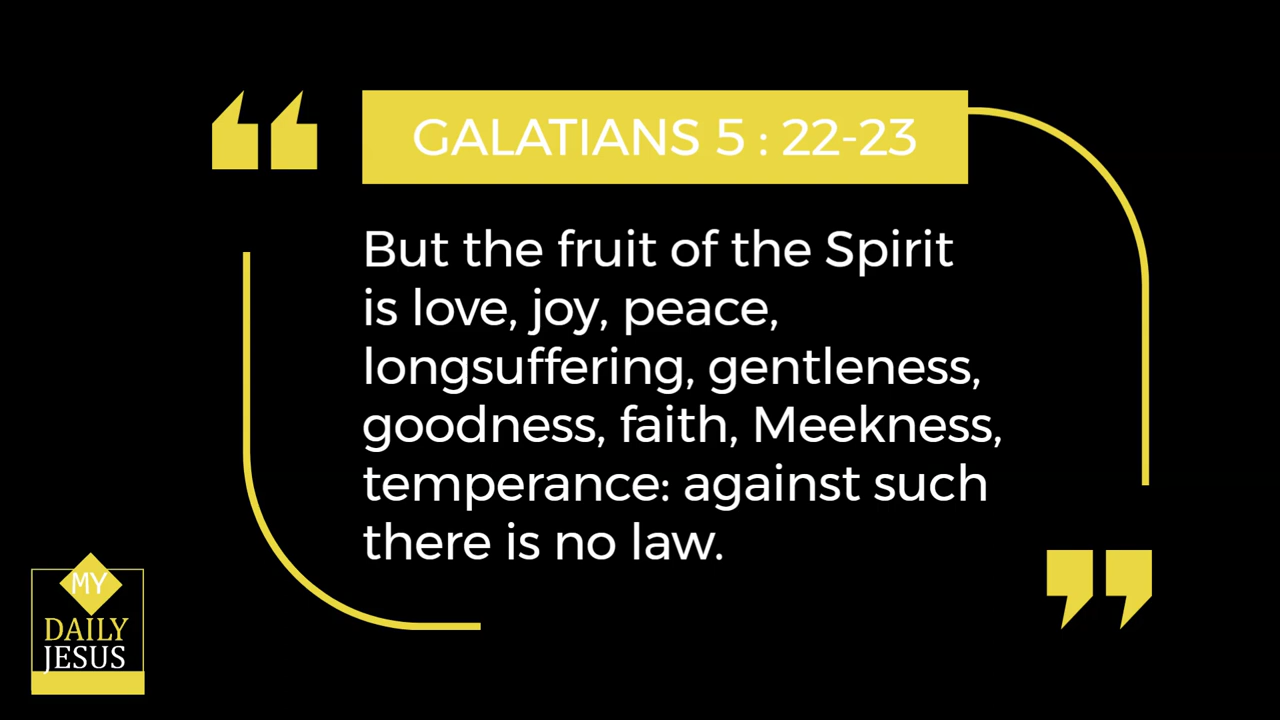 GALATIANS 5 : 22-23
But the fruit of the Spirit
is love, joy, peace,
longsuffering, gentleness,
goodness, faith, Meekness,
temperance: against such
there is no law.
MY
DAILY
JESUS